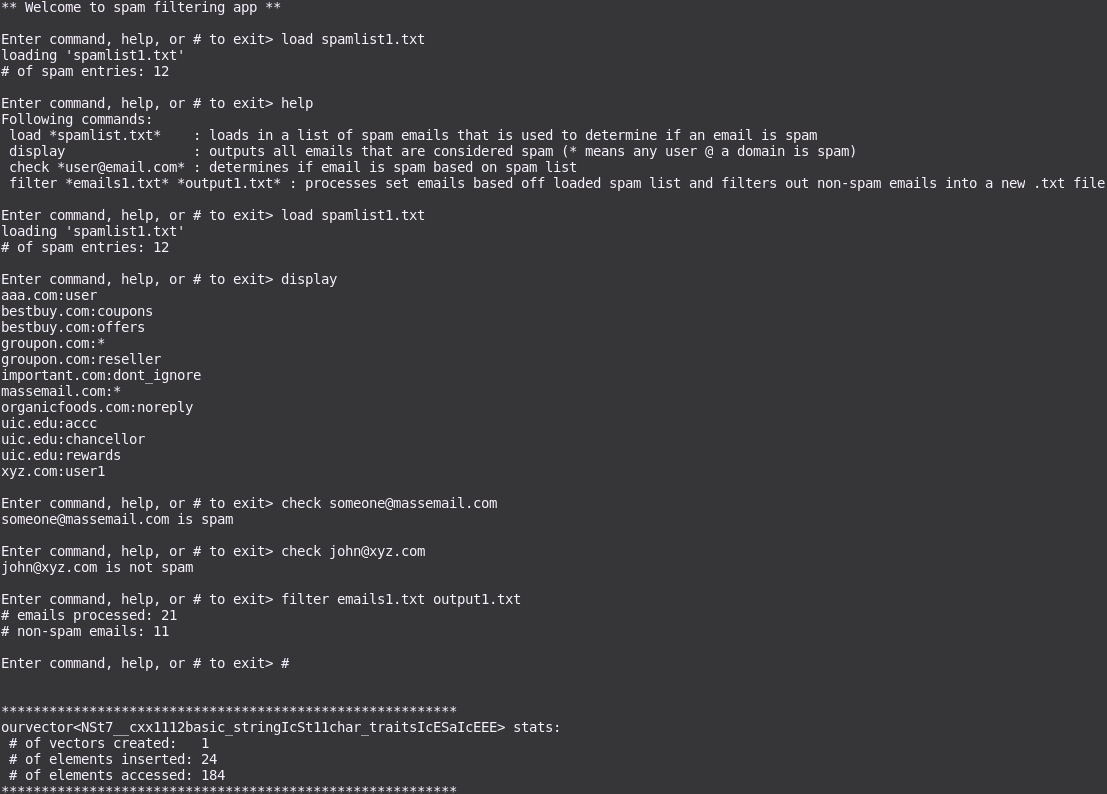 ** Welcome to spam filtering app **
Enter command, help, or # to exit> load spamlist1.txt
loading 'spamlist1.txt'
# of spam entries: 12
Enter command, help, or # to exit> help
Following commands:
load *spamlist.txt*    : loads in a list of spam emails that is used to determine if an email is spam
display                : outputs all emails that are considered spam (* means any user @ a domain is spam)
check *user@email.com* : determines if email is spam based on spam list
filter *emails1.txt* *output1.txt* : processes set emails based off loaded spam list and filters out non-spam emails into a new .txt file
Enter command, help, or # to exit> load spamlist1.txt
loading 'spamlist1.txt'
# of spam entries: 12
Enter command, help, or # to exit> display
aaa.com:user
bestbuy.com:coupons
bestbuy.com:offers
groupon.com:*
groupon.com:reseller
important.com:dont_ignore
massemail.com:*
organicfoods.com:noreply
uic.edu:accc
uic.edu:chancellor
uic.edu:rewards
xyz.com:user1
Enter command, help, or # to exit> check someone@massemail.com
someone@massemail.com is spam
Enter command, help, or # to exit> check john@xyz.com
john@xyz.com is not spam
Enter command, help, or # to exit> filter emails1.txt output1.txt
# emails processed: 21
# non-spam emails: 11
Enter command, help, or # to exit> #
*********************************************************
ourvector<NSt7__cxx1112basic_stringIcSt11char_traitsIcESaIcEEE> stats:
# of vectors created:   1
# of elements inserted: 24
# of elements accessed: 184
*********************************************************